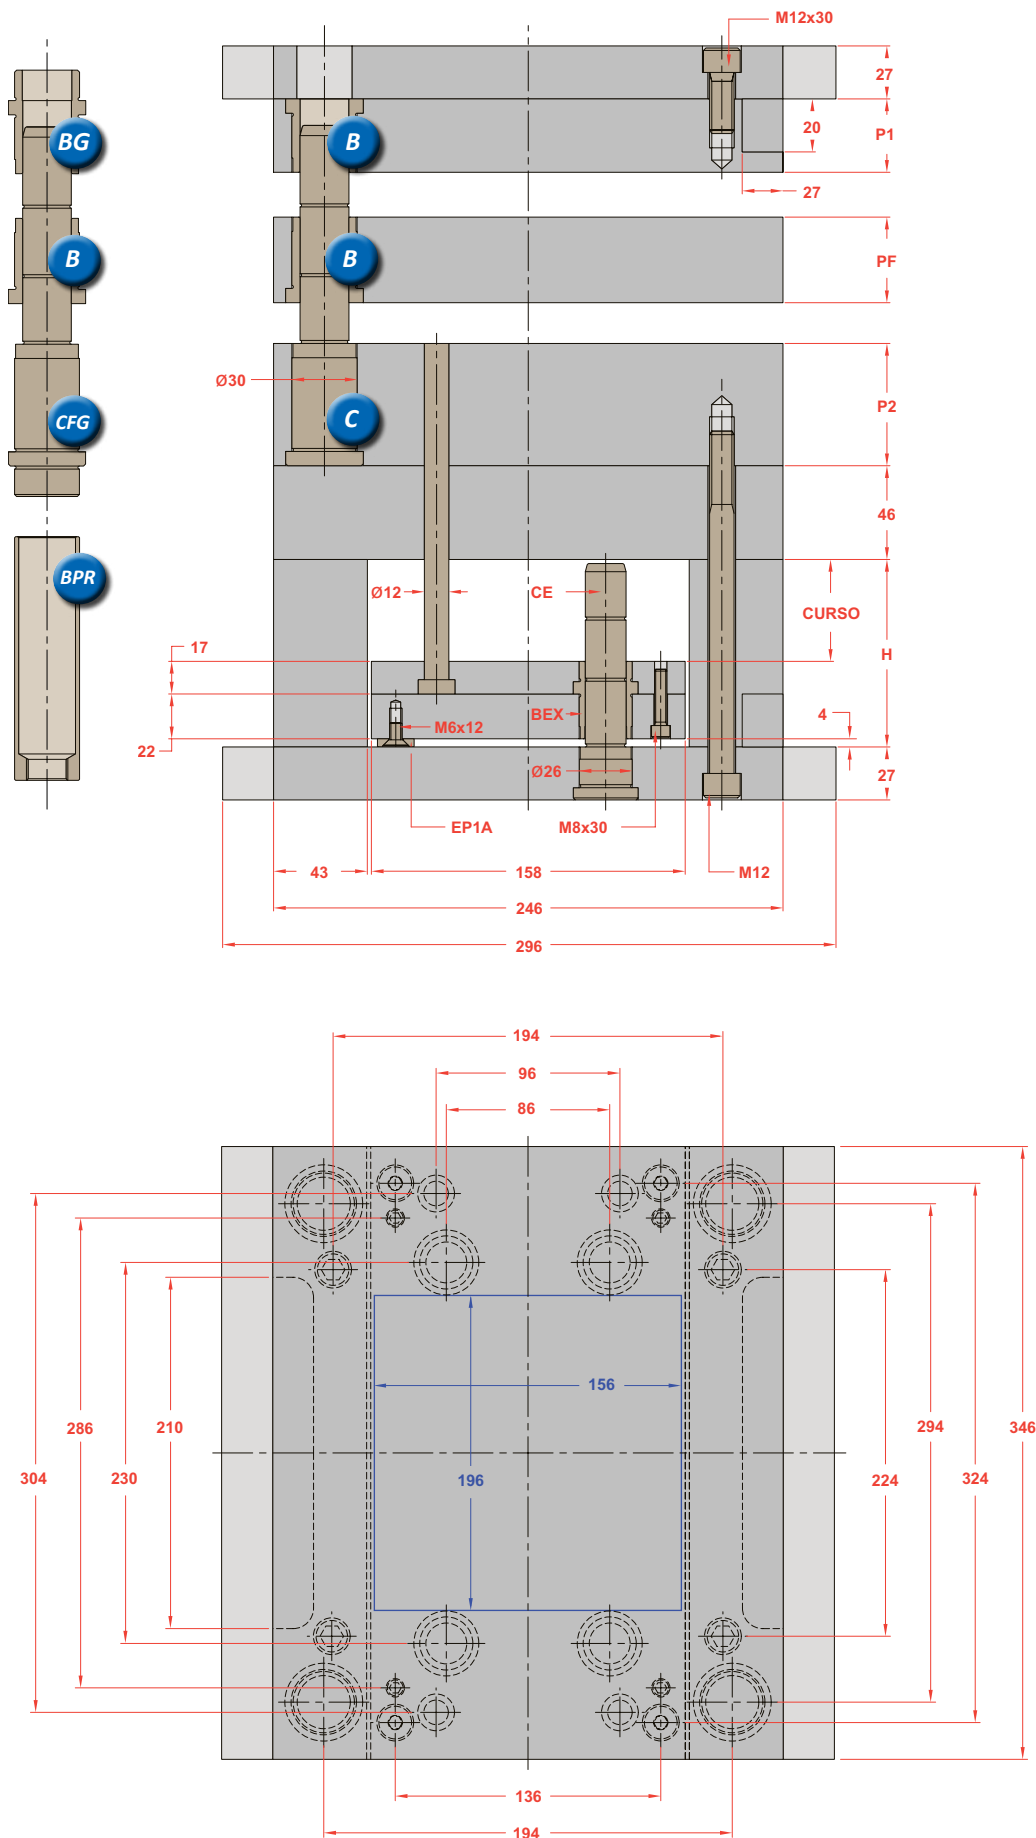 M12x30
27
BG
B
20
P1
27
B
B
PF
Ø30
CFG
C
P2
46
BPR
Ø12
CE
CURSO
17
H
BEX
M6x12
4
22
Ø26
27
EP1A
M8x30
43
158
M12
246
296
194
96
86
156
286
210
294
346
304
230
196
224
324
136
194